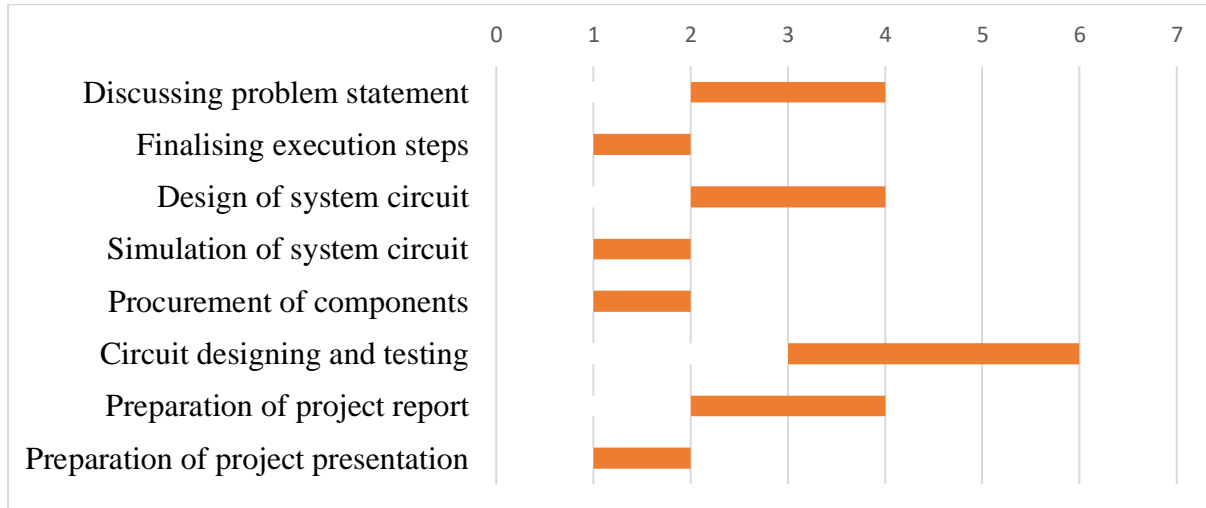 0 1 2 3 4 5 6 7
Discussing problem statement
Finalising execution steps
Design of system circuit
Simulation of system circuit
Procurement of components
Circuit designing and testing
Preparation of project report
Preparation of project presentation